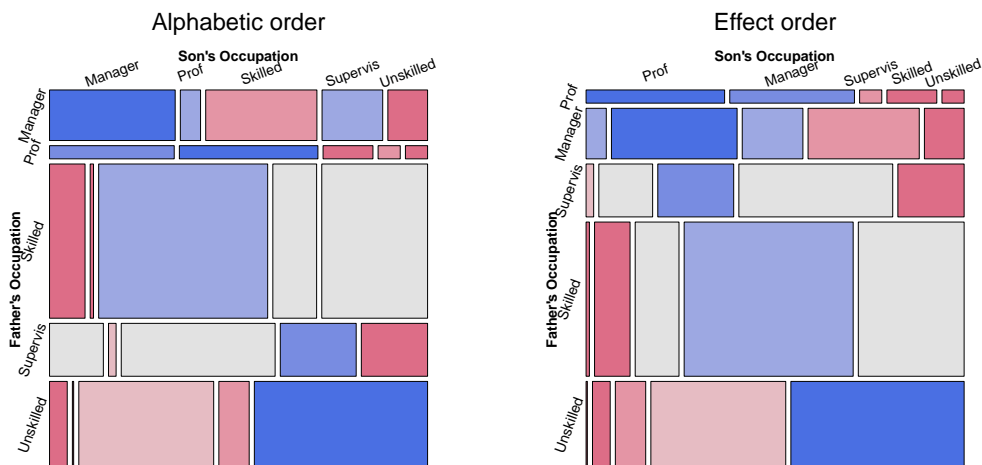 Alphabetic order
Son's Occupation
Manager
Prof
Skilled
Supervis
Unskilled
Father's Occupation
Manager
Prof
Skilled
Supervis
Unskilled
Effect order
Son's Occupation
Prof
Manager
Supervis
Skilled
Unskilled
Father's Occupation
Prof
Manager
Supervis
Skilled
Unskilled